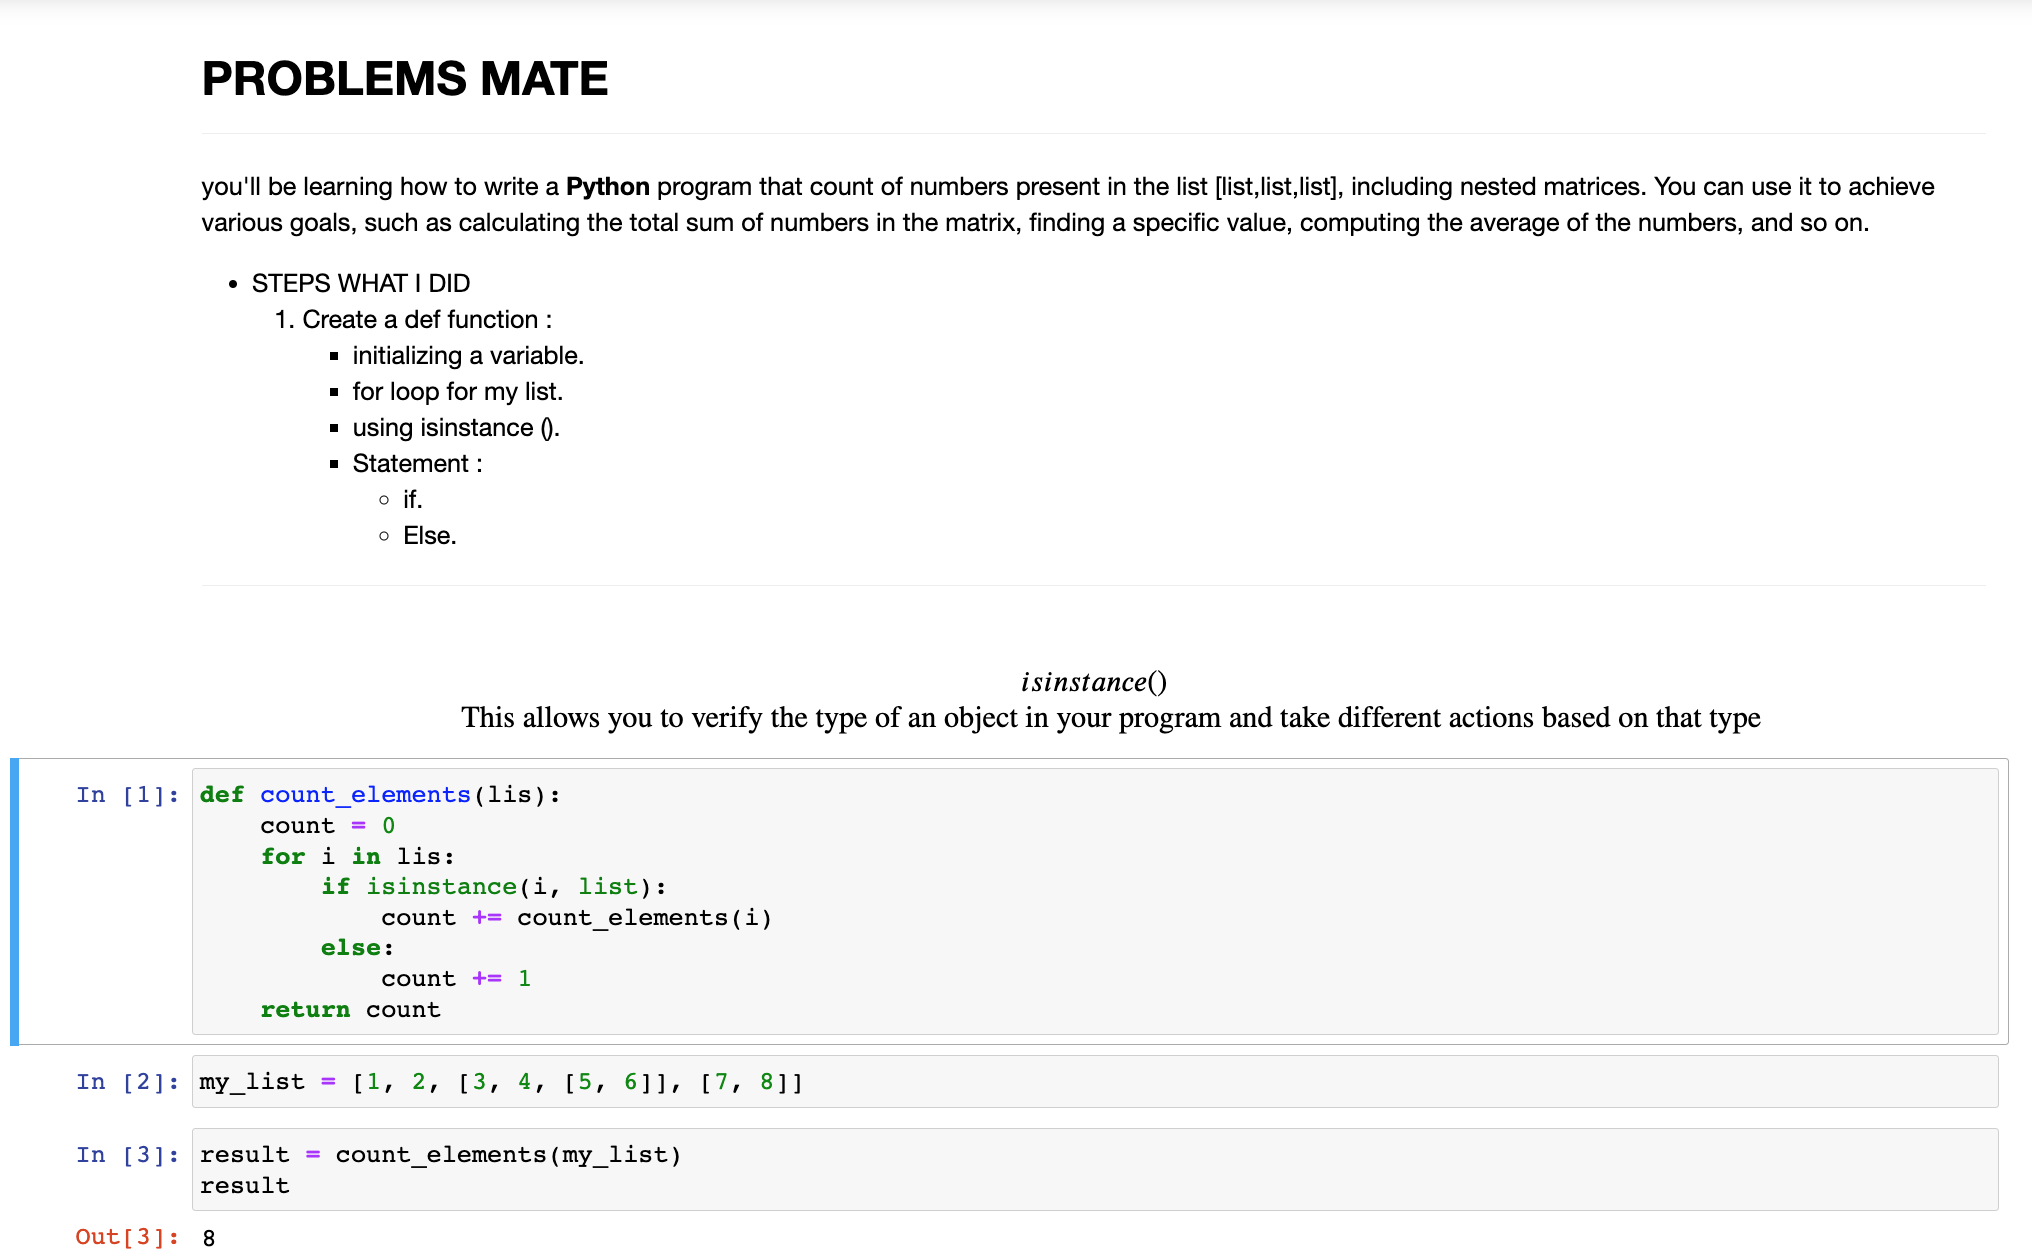 PROBLEMS MATE
you'll be learning how to write a Python program that count of numbers present in the list [list,list,list], including nested matrices. You can use it to achieve
various goals, such as calculating the total sum of numbers in the matrix, finding a specific value, computing the average of the numbers, and so on.
• STEPS WHAT I DID
1. Create a def function :
▪ initializing a variable.
▪ for loop for my list.
▪ using isinstance ().
▪ Statement :
○ if.
○ Else.
isinstance()
This allows you to verify the type of an object in your program and take different actions based on that type
In [1]: def count_elements(lis):
    count = 0
    for i in lis:
        if isinstance(i, list):
            count += count_elements(i)
        else:
            count += 1
    return count
In [2]: my_list = [1, 2, [3, 4, [5, 6]], [7, 8]]
In [3]: result = count_elements(my_list)
result
Out[3]: 8